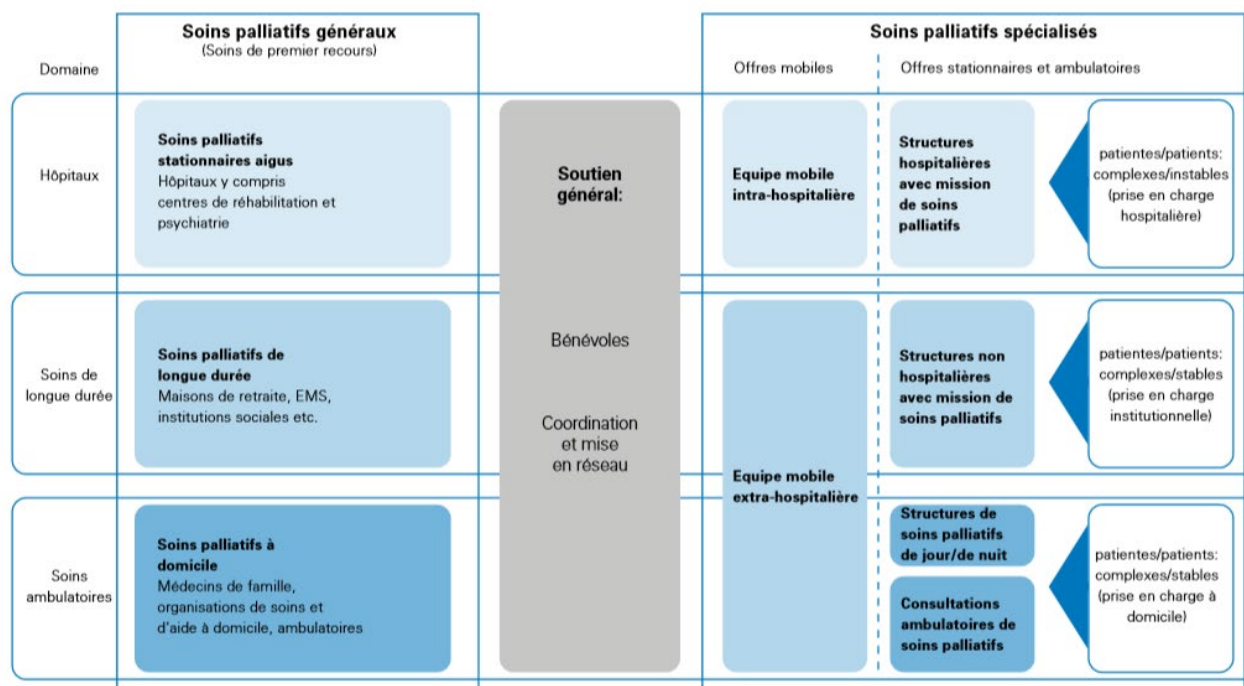 Soins palliatifs généraux
(Soins de premier recours)
Soins palliatifs spécialisés
Domaine
Offres mobiles
Offres stationnaires et ambulatoires
Hôpitaux
Soins palliatifs
stationnaires aigus
Hôpitaux y compris
centres de réhabilitation et
psychiatrie
Soutien
général:
Bénévoles
Coordination
et mise
en réseau
Equipe mobile
intra-hospitalière
Structures
hospitalières
avec mission
de soins
palliatifs
patientes/patients:
complexes/instables
(prise en charge
hospitalière)
Soins de
longue durée
Soins palliatifs de
longue durée
Maisons de retraite, EMS,
institutions sociales etc.
Equipe mobile
extra-hospitalière
Structures non
hospitalières
avec mission de
soins palliatifs
patientes/patients:
complexes/stables
(prise en charge
institutionnelle)
Soins
ambulatoires
Soins palliatifs à
domicile
Médecins de famille,
organisations de soins et
d'aide à domicile, ambulatoires
Structures de
soins palliatifs
de jour/de nuit
Consultations
ambulatoires de
soins palliatifs
patientes/patients:
complexes/stables
(prise en charge à
domicile)